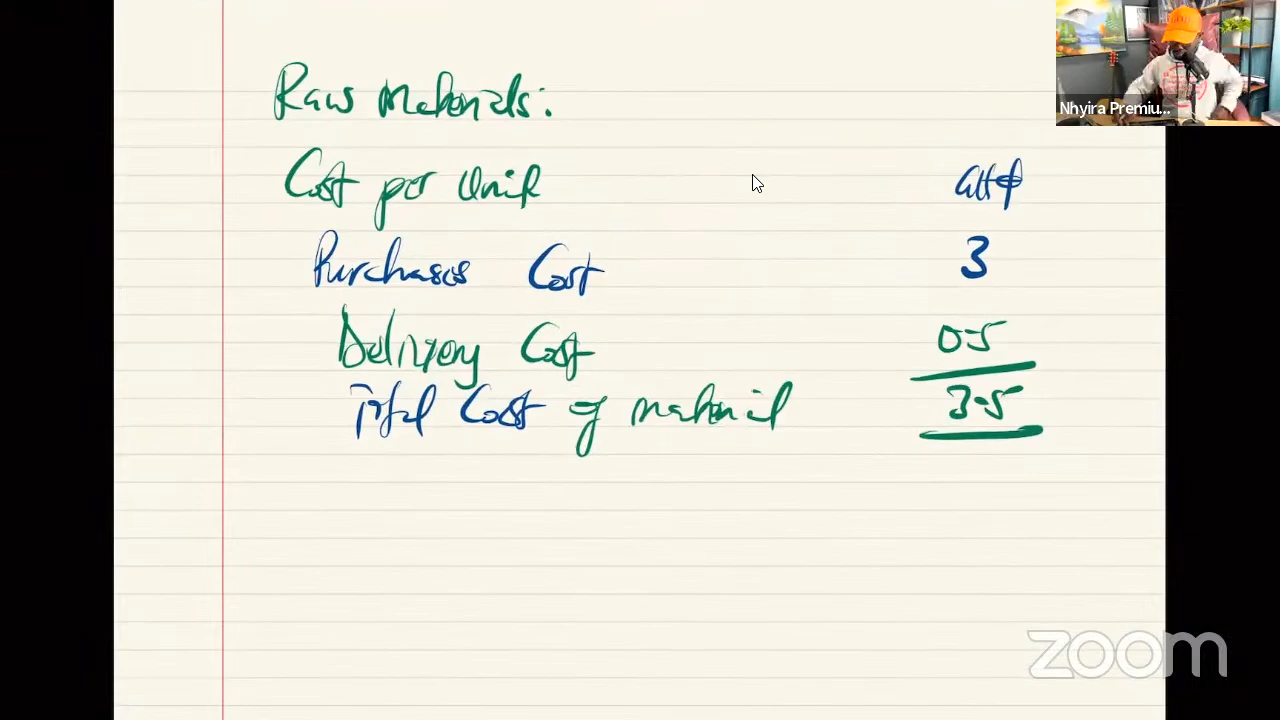 Raw Materials:
Cost per Unit GH¢
Purchases Cost 3
Delivery Cost 0.5
Total Cost of material 3.5
Nhyira Premiu...
zoom